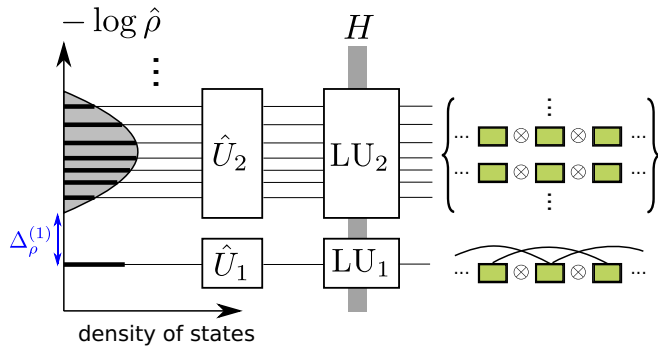 − log ρ̂
H
⋮
Û₂
LU₂
··· ⊗ ⊗ ···
··· ⊗ ⊗ ···
⋮
Δρ⁽¹⁾
Û₁
LU₁
··· ⊗ ⊗ ···
density of states